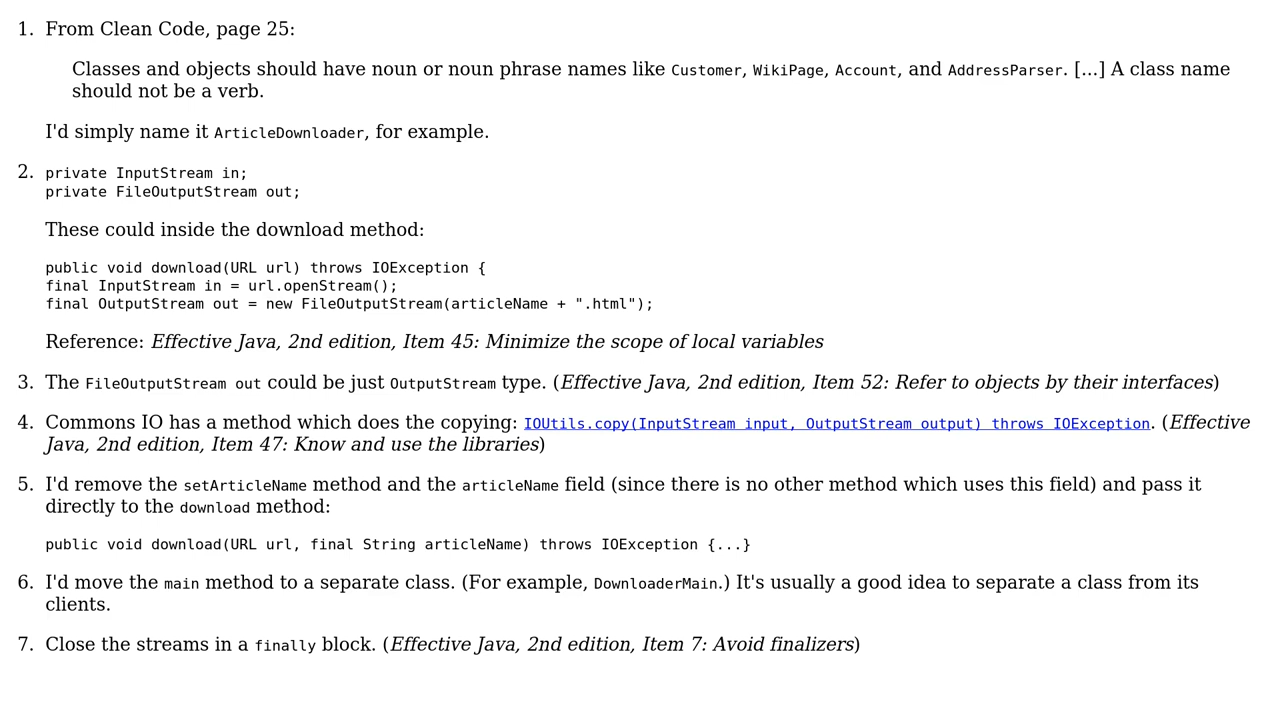 1. From Clean Code, page 25:
Classes and objects should have noun or noun phrase names like Customer, WikiPage, Account, and AddressParser. [...] A class name
should not be a verb.
I'd simply name it ArticleDownloader, for example.
2. private InputStream in;
private FileOutputStream out;
These could inside the download method:
public void download(URL url) throws IOException {
final InputStream in = url.openStream();
final OutputStream out = new FileOutputStream(articleName + ".html");
Reference: Effective Java, 2nd edition, Item 45: Minimize the scope of local variables
3. The FileOutputStream out could be just OutputStream type. (Effective Java, 2nd edition, Item 52: Refer to objects by their interfaces)
4. Commons IO has a method which does the copying: IOUtils.copy(InputStream input, OutputStream output) throws IOException. (Effective
Java, 2nd edition, Item 47: Know and use the libraries)
5. I'd remove the setArticleName method and the articleName field (since there is no other method which uses this field) and pass it
directly to the download method:
public void download(URL url, final String articleName) throws IOException {...}
6. I'd move the main method to a separate class. (For example, DownloaderMain.) It's usually a good idea to separate a class from its
clients.
7. Close the streams in a finally block. (Effective Java, 2nd edition, Item 7: Avoid finalizers)